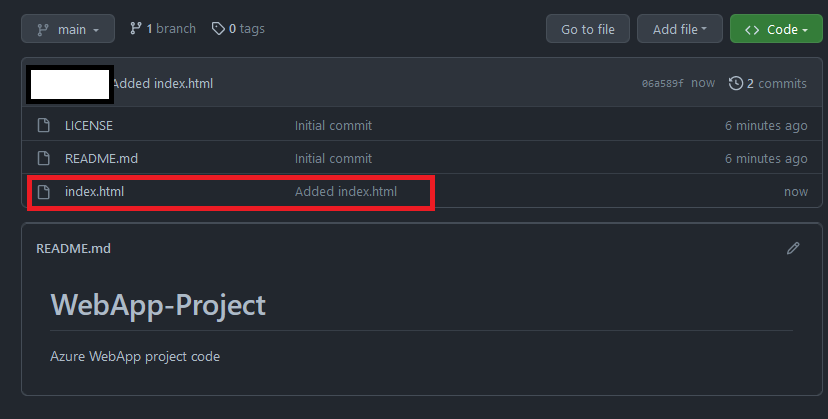 main 1 branch 0 tags Go to file Add file Code
Added index.html 06a589f now 2 commits
LICENSE Initial commit 6 minutes ago
README.md Initial commit 6 minutes ago
index.html Added index.html now
README.md
WebApp-Project
Azure WebApp project code